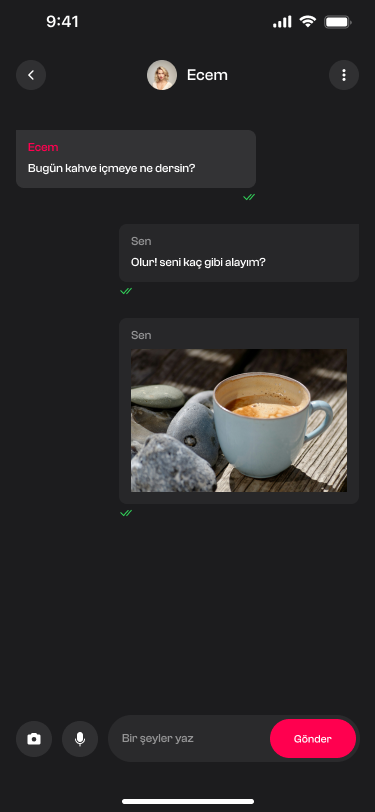 9:41
Ecem
Ecem
Bugün kahve içmeye ne dersin?
Sen
Olur! seni kaç gibi alayım?
Sen
Bir şeyler yaz
Gönder